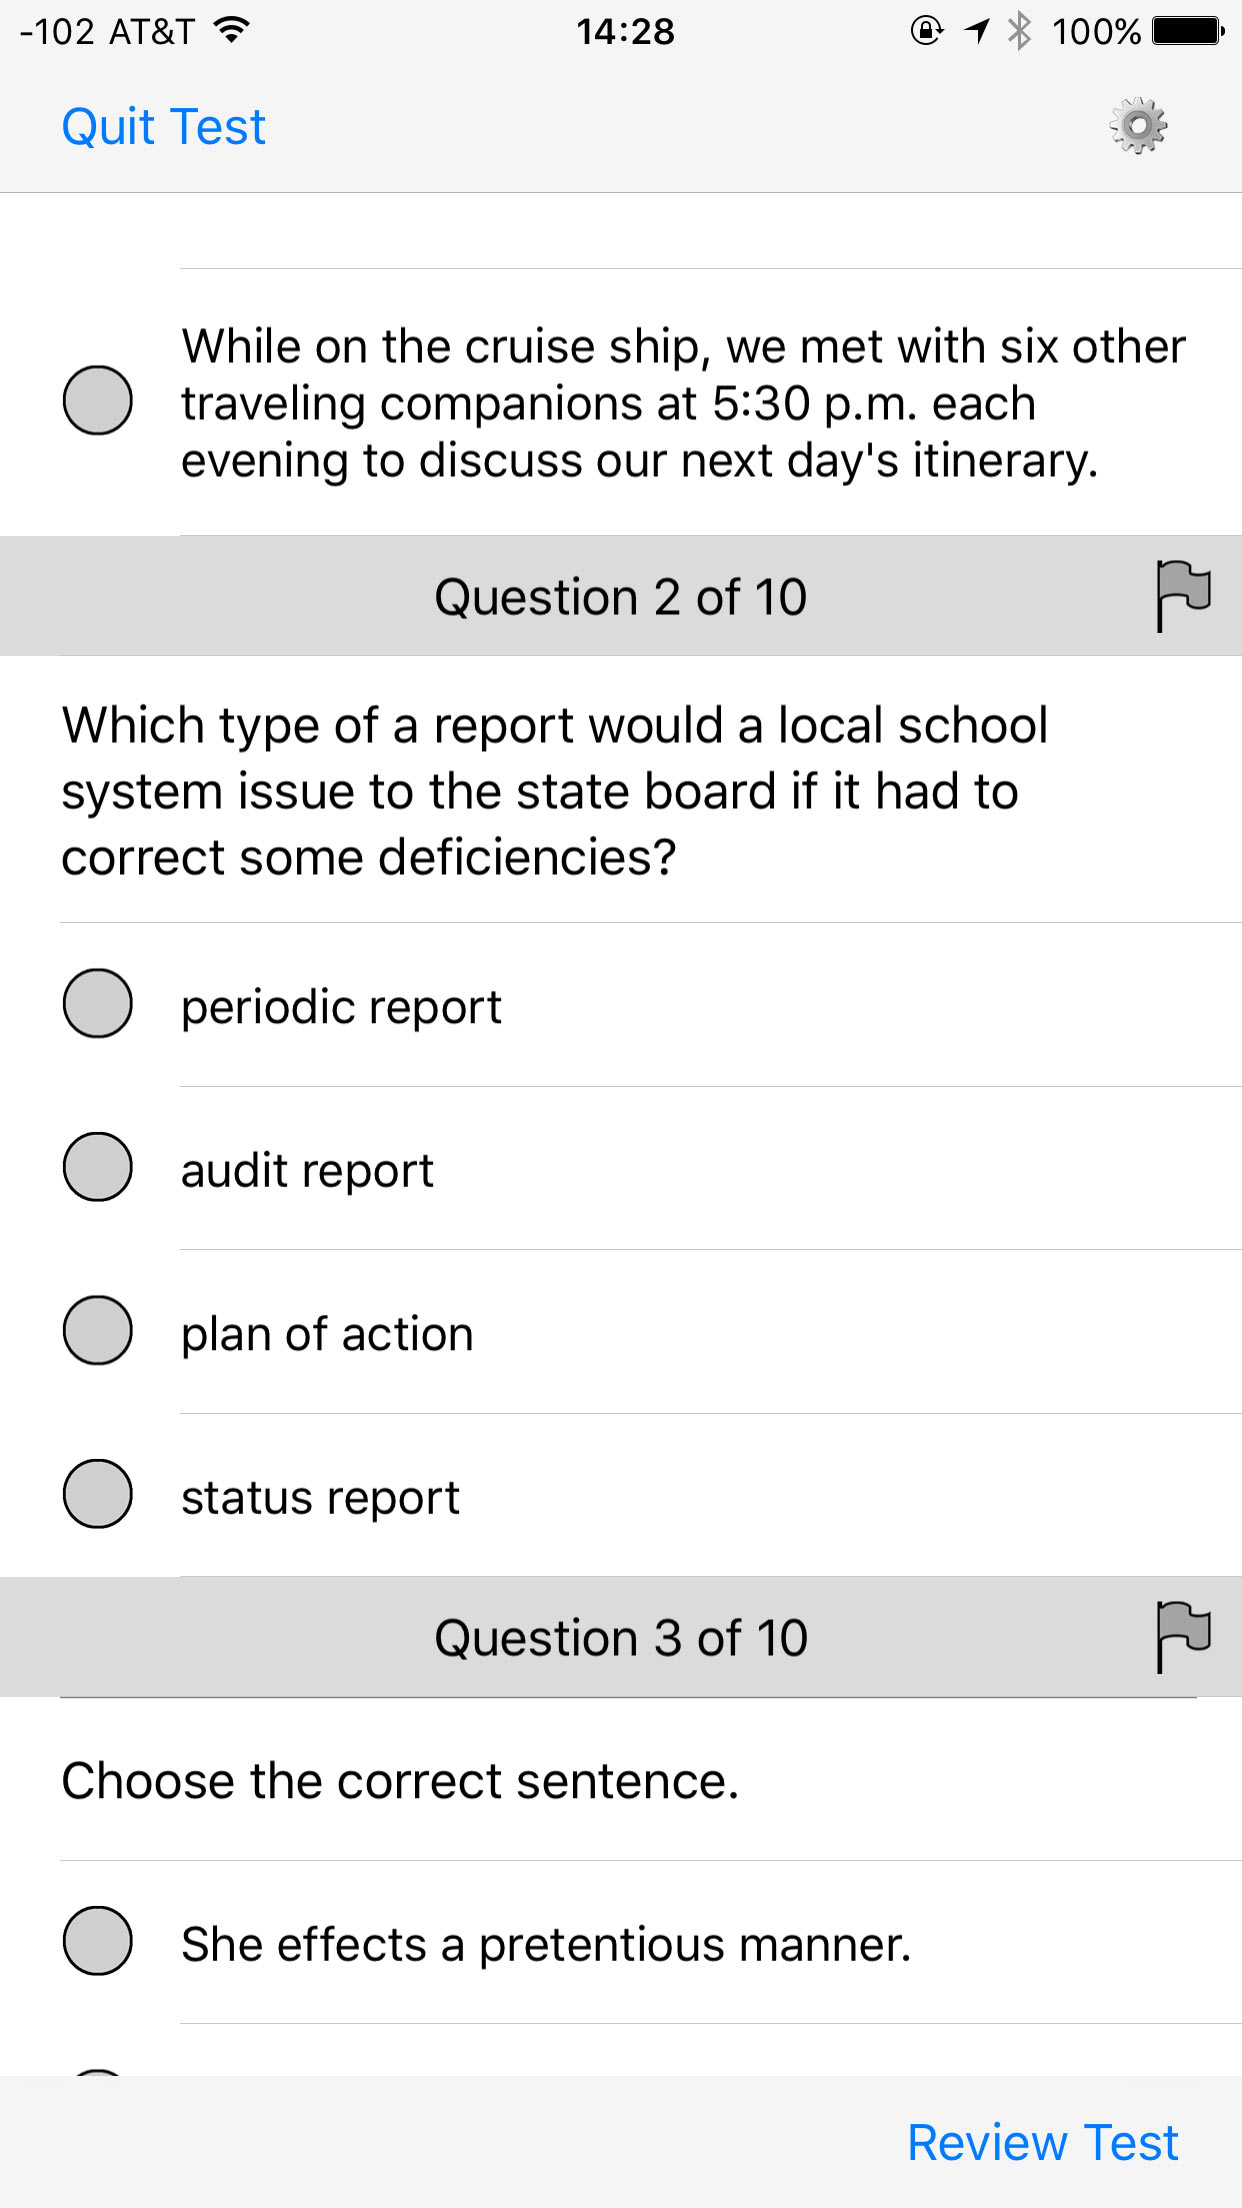 -102 AT&T 14:28 100%
Quit Test
While on the cruise ship, we met with six other
traveling companions at 5:30 p.m. each
evening to discuss our next day's itinerary.
Question 2 of 10
Which type of a report would a local school
system issue to the state board if it had to
correct some deficiencies?
periodic report
audit report
plan of action
status report
Question 3 of 10
Choose the correct sentence.
She effects a pretentious manner.
Review Test